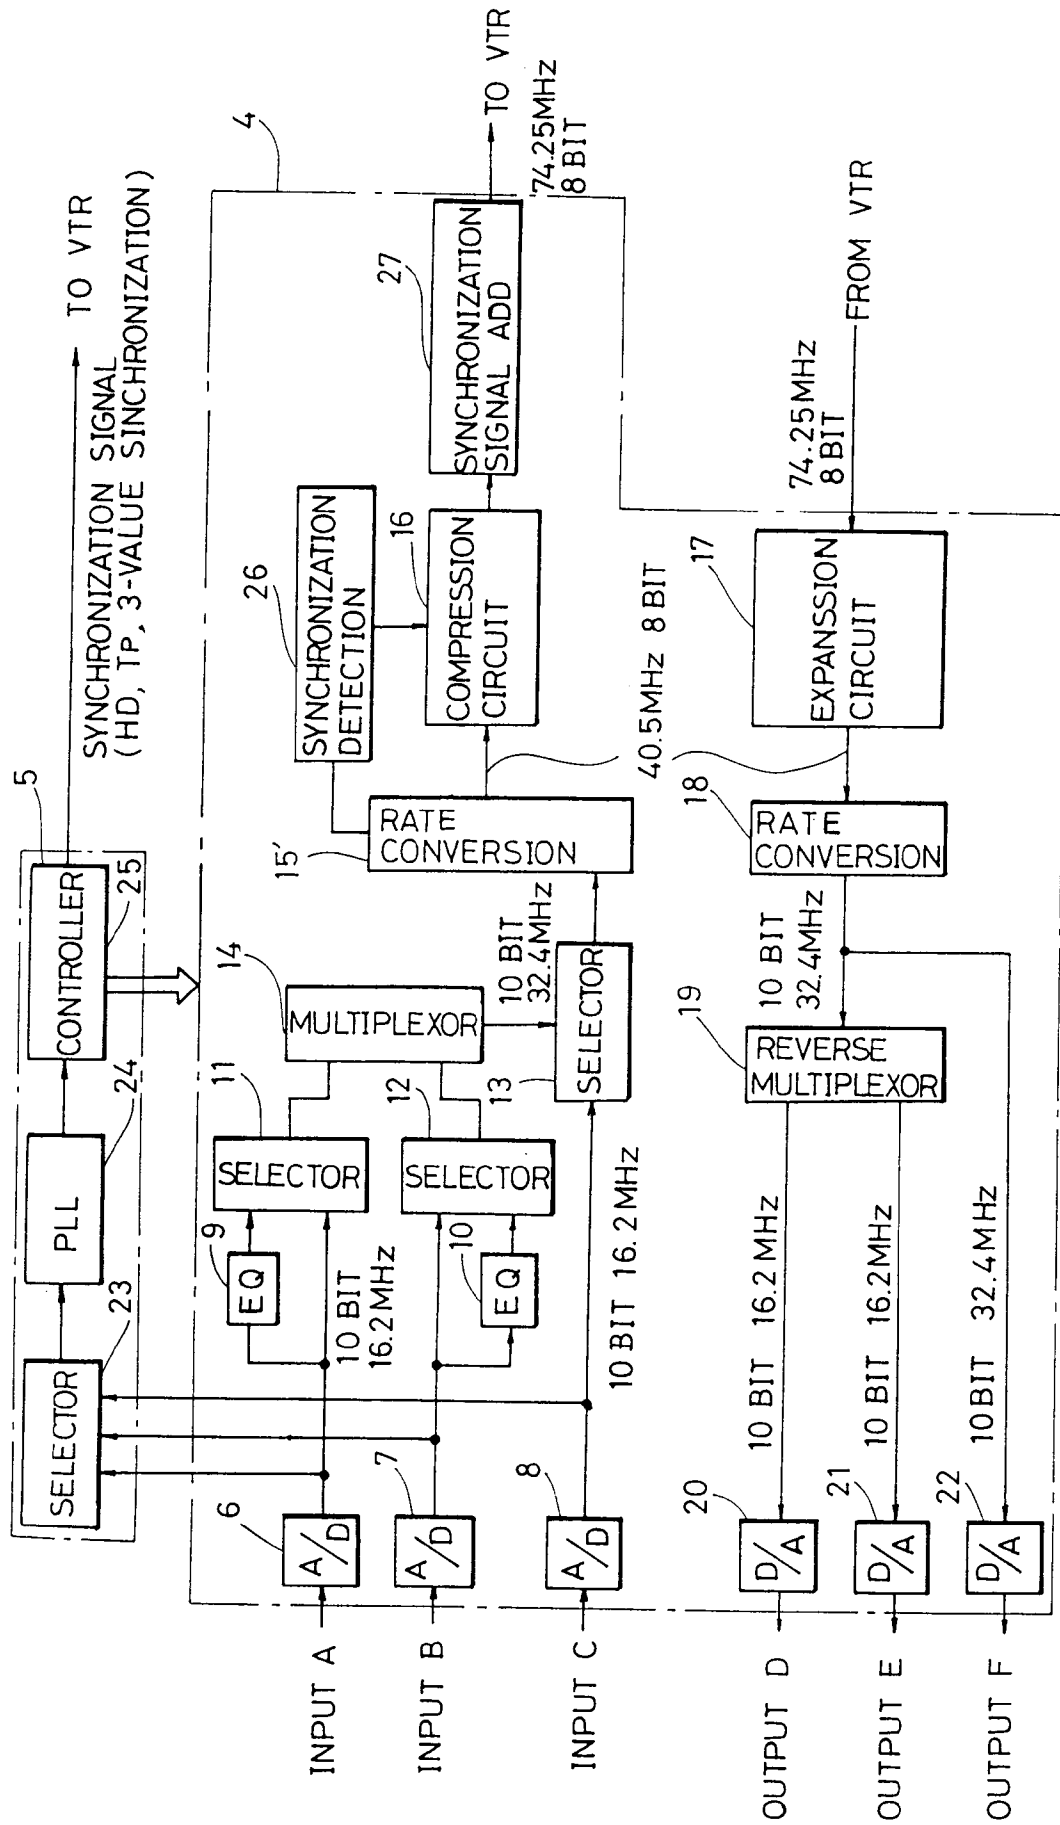 5
SELECTOR
23
PLL
24
CONTROLLER
25
TO VTR
SYNCHRONIZATION SIGNAL
(HD, TP, 3-VALUE SINCHRONIZATION)
4
INPUT A
6
A/D
9
EQ
10 BIT
16.2MHz
11
SELECTOR
INPUT B
7
A/D
10
EQ
12
SELECTOR
14
MULTIPLEXOR
10 BIT
32.4MHz
INPUT C
8
A/D
10 BIT 16.2MHz
13
SELECTOR
15'
RATE
CONVERSION
26
SYNCHRONIZATION
DETECTION
16
COMPRESSION
CIRCUIT
27
SYNCHRONIZATION
SIGNAL ADD
TO VTR
74.25MHz
8 BIT
40.5MHz 8 BIT
OUTPUT D
20
D/A
10 BIT 16.2MHz
19
REVERSE
MULTIPLEXOR
10 BIT
32.4MHz
18
RATE
CONVERSION
17
EXPANSSION
CIRCUIT
74.25MHz
8 BIT
FROM VTR
OUTPUT E
21
D/A
10 BIT 16.2MHz
OUTPUT F
22
D/A
10BIT 32.4MHz